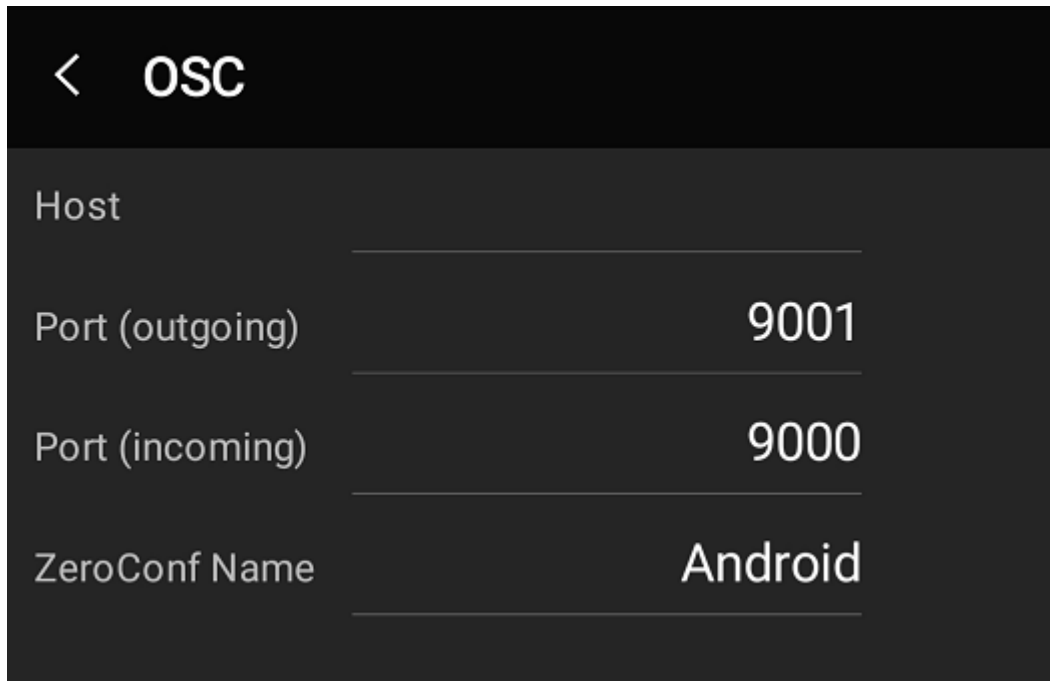 OSC
Host
Port (outgoing) 9001
Port (incoming) 9000
ZeroConf Name Android